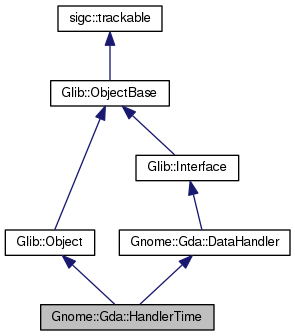 sigc::trackable
Glib::ObjectBase
Glib::Interface
Glib::Object
Gnome::Gda::DataHandler
Gnome::Gda::HandlerTime